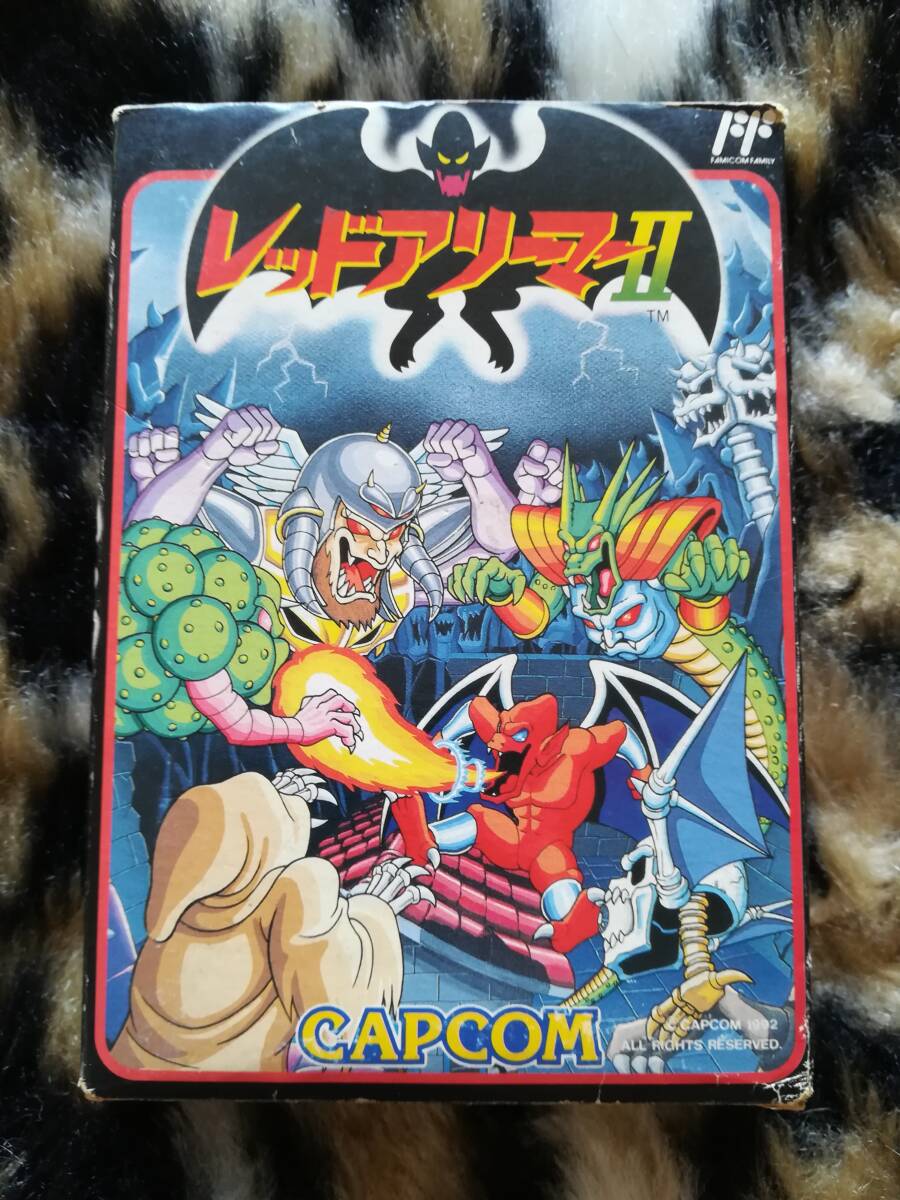 FF
FAMICOM FAMILY
レッドアリーマーII
TM
CAPCOM
© CAPCOM 1992
ALL RIGHTS RESERVED.